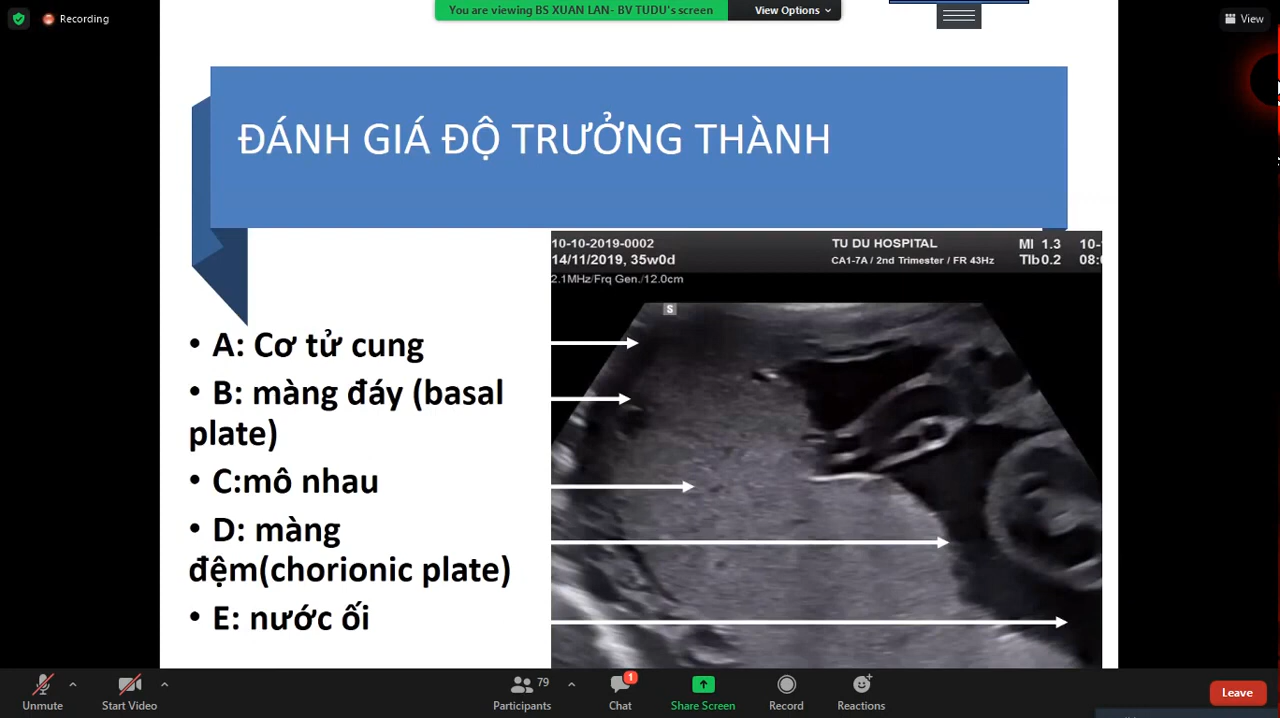 You are viewing BS XUAN LAN- BV TUDU's screen
View Options
Recording
View
ĐÁNH GIÁ ĐỘ TRƯỞNG THÀNH
10-10-2019-0002 TU DU HOSPITAL MI 1.3 10-
14/11/2019, 35w0d CA1-7A / 2nd Trimester / FR 43Hz TIb0.2
2.1MHz/Frq Gen./12.0cm
S
• A: Cơ tử cung
• B: màng đáy (basal
plate)
• C:mô nhau
• D: màng
đệm(chorionic plate)
• E: nước ối
79
1
Unmute
Start Video
Participants
Chat
Share Screen
Record
Reactions
Leave